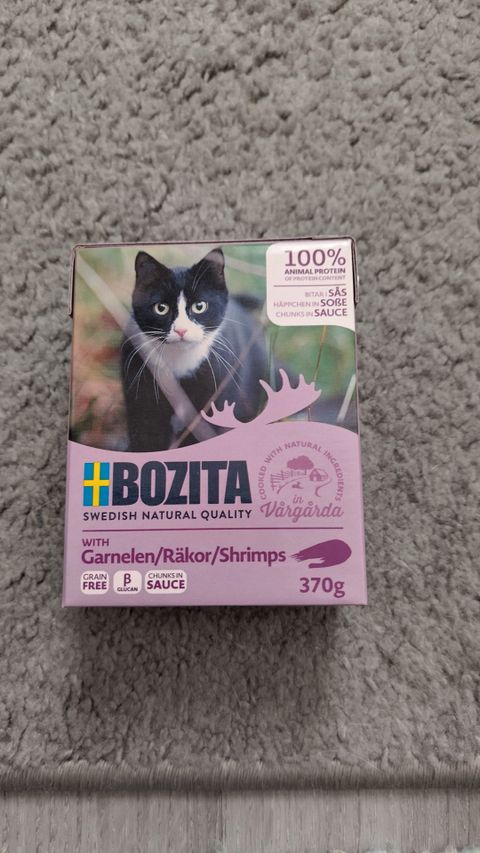 100%
ANIMAL PROTEIN
OF PROTEIN CONTENT
BITAR I SÅS
HÄPPCHEN IN SOßE
CHUNKS IN SAUCE
BOZITA
SWEDISH NATURAL QUALITY
COOKED WITH NATURAL INGREDIENTS
in
Vårgårda
WITH
Garnelen/Räkor/Shrimps
GRAIN
FREE
β
GLUCAN
CHUNKS IN
SAUCE
370g